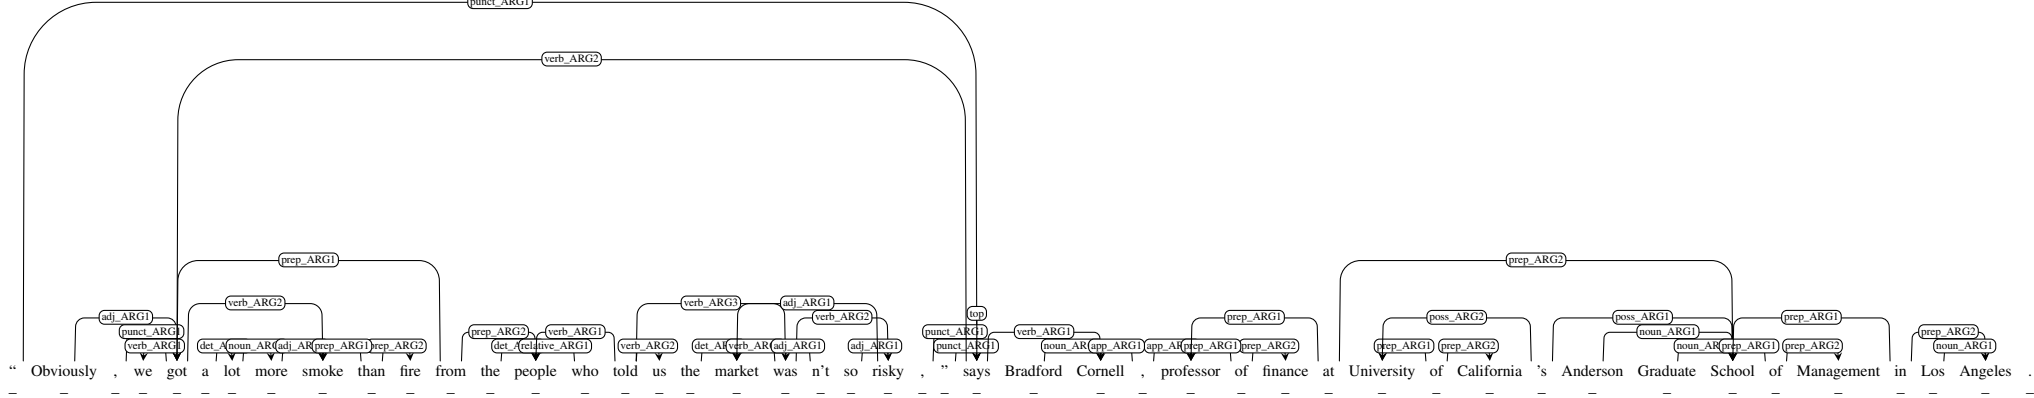 punct_ARG1
verb_ARG2
prep_ARG1 prep_ARG2
verb_ARG2 verb_ARG3 adj_ARG1 top
adj_ARG1 verb_ARG2 prep_ARG1 poss_ARG2 poss_ARG1 prep_ARG1
punct_ARG1 prep_ARG2 verb_ARG1 punct_ARG1 verb_ARG1 noun_ARG1 prep_ARG2
verb_ARG1 prep_ARG1 prep_ARG2 relative_ARG1 verb_ARG2 adj_ARG1 adj_ARG1 punct_ARG1 app_ARG1 prep_ARG1 prep_ARG2 prep_ARG1 prep_ARG2 prep_ARG1 prep_ARG2 noun_ARG1
“ Obviously , we got a lot more smoke than fire from the people who told us the market was n't so risky , ” says Bradford Cornell , professor of finance at University of California 's Anderson Graduate School of Management in Los Angeles .
_ _ _ _ _ _ _ _ _ _ _ _ _ _ _ _ _ _ _ _ _ _ _ _ _ _ _ _ _ _ _ _ _ _ _ _ _ _ _ _ _ _ _ _ _